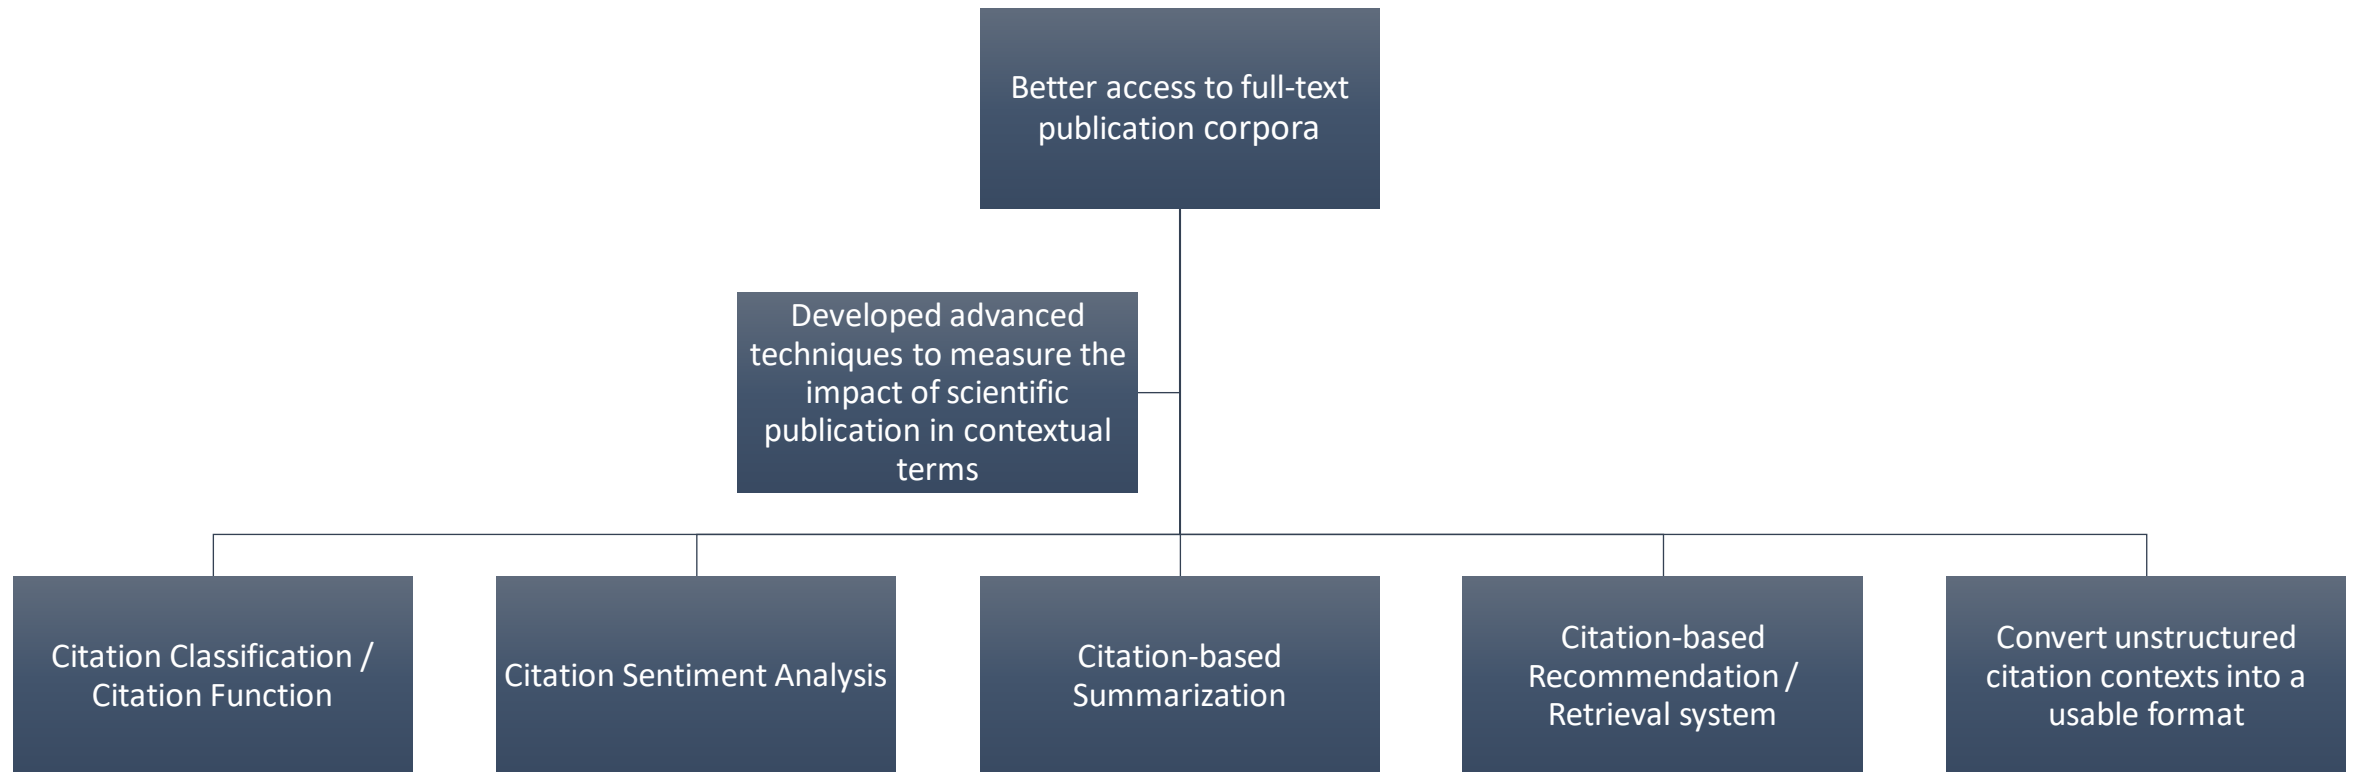 Better access to full-text
publication corpora
Developed advanced
techniques to measure the
impact of scientific
publication in contextual
terms
Citation Classification /
Citation Function
Citation Sentiment Analysis
Citation-based
Summarization
Citation-based
Recommendation /
Retrieval system
Convert unstructured
citation contexts into a
usable format